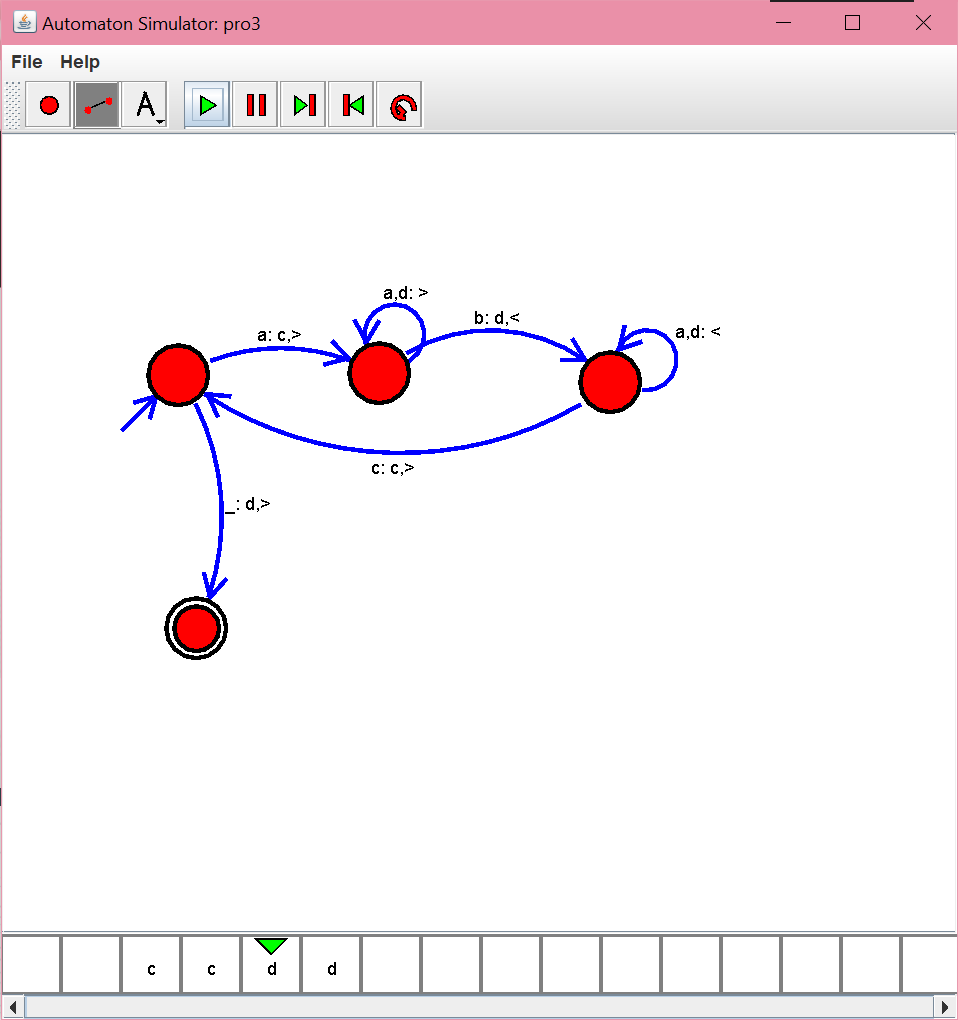 Automaton Simulator: pro3
File Help
A
a,d: >
b: d,<
a: c,>
a,d: <
c: c,>
_: d,>
c c d d